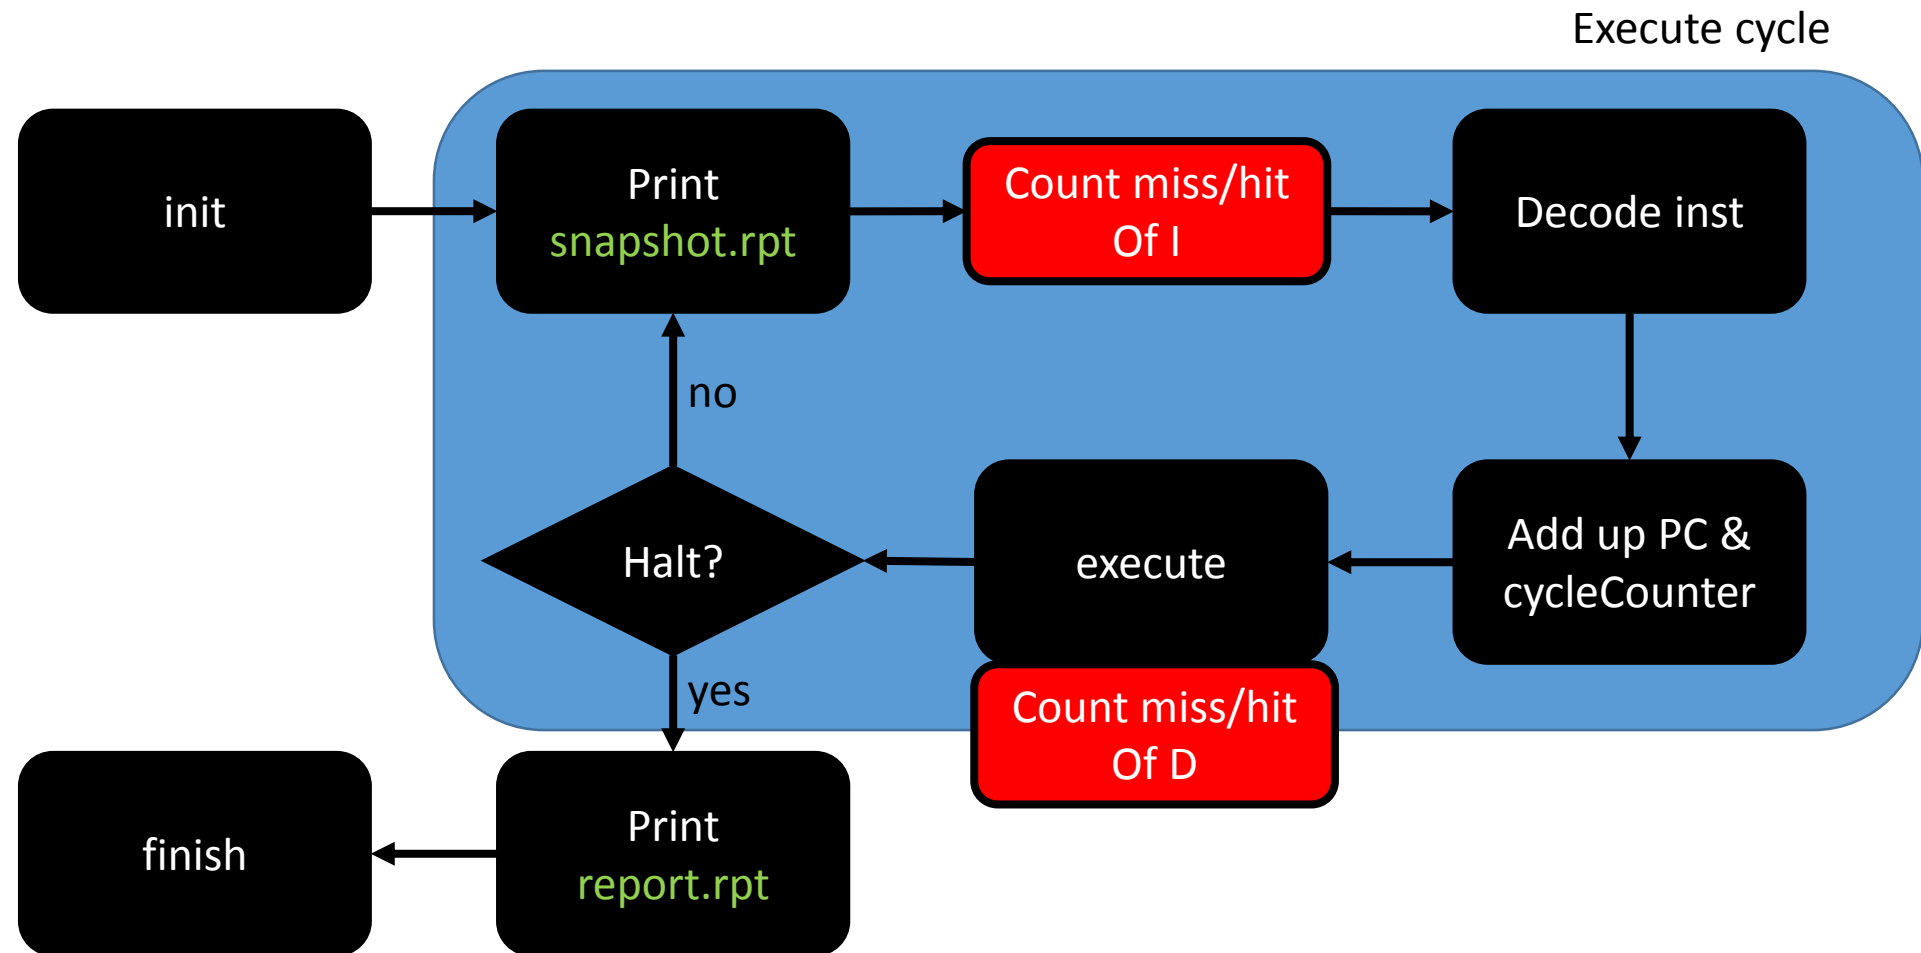 Execute cycle
init
Print
snapshot.rpt
Count miss/hit
Of I
Decode inst
no
Halt?
execute
Add up PC &
cycleCounter
yes
Count miss/hit
Of D
finish
Print
report.rpt